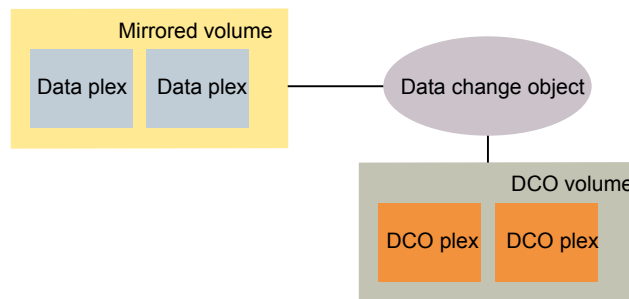 Mirrored volume
Data plex
Data plex
Data change object
DCO volume
DCO plex
DCO plex